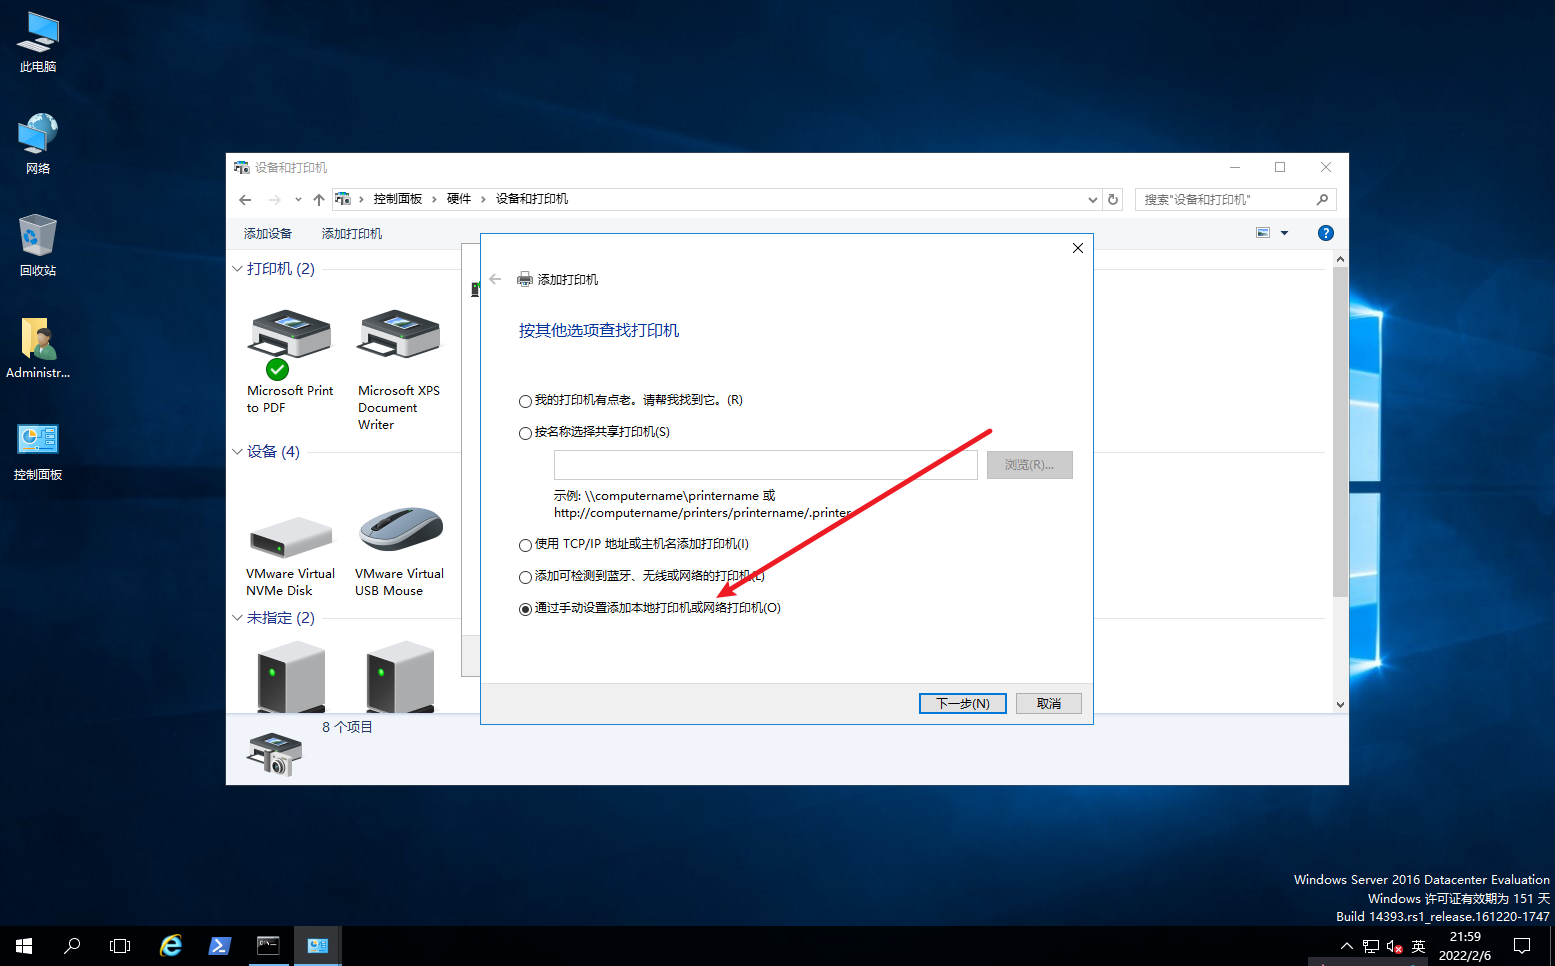 此电脑
网络
回收站
Administr...
控制面板
设备和打印机
控制面板 › 硬件 › 设备和打印机
搜索"设备和打印机"
添加设备 添加打印机
打印机 (2)
Microsoft Print
to PDF
Microsoft XPS
Document
Writer
设备 (4)
VMware Virtual
NVMe Disk
VMware Virtual
USB Mouse
未指定 (2)
8 个项目
添加打印机
按其他选项查找打印机
我的打印机有点老。请帮我找到它。(R)
按名称选择共享打印机(S)
浏览(R)...
示例: \\computername\printername 或
http://computername/printers/printername/.printer
使用 TCP/IP 地址或主机名添加打印机(I)
添加可检测到蓝牙、无线或网络的打印机(L)
通过手动设置添加本地打印机或网络打印机(O)
下一步(N) 取消
Windows Server 2016 Datacenter Evaluation
Windows 许可证有效期为 151 天
Build 14393.rs1_release.161220-1747
英
21:59
2022/2/6